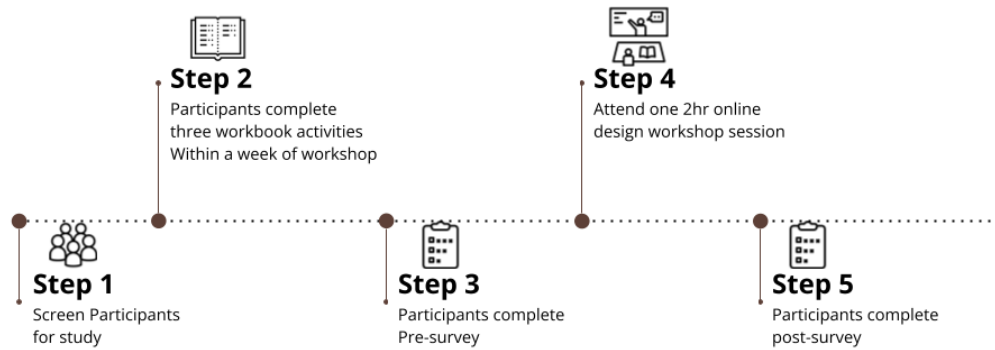 Step 1
Screen Participants
for study
Step 2
Participants complete
three workbook activities
Within a week of workshop
Step 3
Participants complete
Pre-survey
Step 4
Attend one 2hr online
design workshop session
Step 5
Participants complete
post-survey